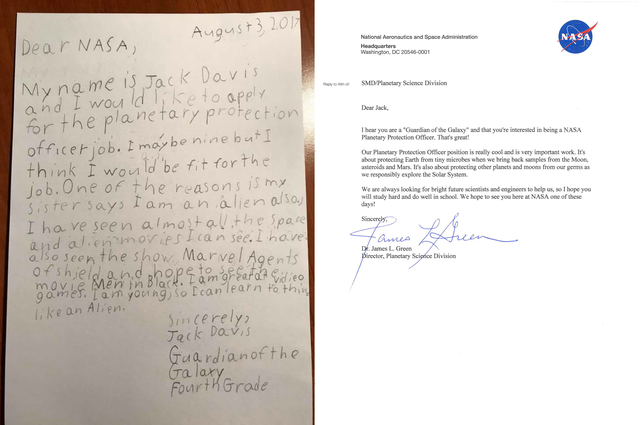 August 3, 2017
Dear NASA,
My name is Jack Davis
and I would like to apply
for the planetary protection
officer job. I may be nine but I
think I would be fit for the
job. One of the reasons is my
sister says I am an alien also,
I have seen almost all the space
and alien movies I can see. I have
also seen the show Marvel Agents
of Shield and hope to see the
movie Men in Black. I am great at vidieo
games. I am young, so I can learn to think
like an Alien.
Sincerely,
Jack Davis
Guardian of the
Galaxy
Fourth Grade
National Aeronautics and Space Administration
Headquarters
Washington, DC 20546-0001
NASA
Reply to Attn of:
SMD/Planetary Science Division
Dear Jack,
I hear you are a "Guardian of the Galaxy" and that you're interested in being a NASA
Planetary Protection Officer. That's great!
Our Planetary Protection Officer position is really cool and is very important work. It's
about protecting Earth from tiny microbes when we bring back samples from the Moon,
asteroids and Mars. It's also about protecting other planets and moons from our germs as
we responsibly explore the Solar System.
We are always looking for bright future scientists and engineers to help us, so I hope you
will study hard and do well in school. We hope to see you here at NASA one of these
days!
Sincerely,
James L Green
Dr. James L. Green
Director, Planetary Science Division